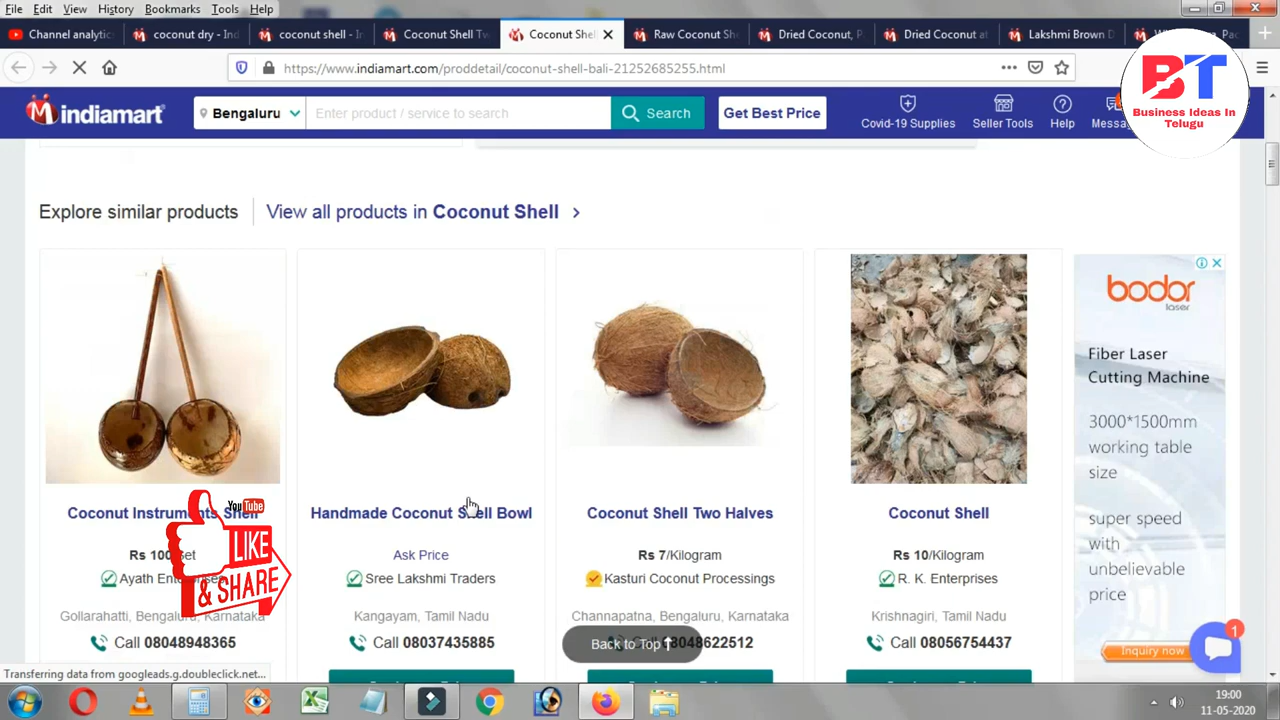 File Edit View History Bookmarks Tools Help
Channel analytic
coconut dry - Ind
coconut shell - In
Coconut Shell Tw
Coconut Shel
Raw Coconut She
Dried Coconut, P
Dried Coconut at
Lakshmi Brown D
https://www.indiamart.com/proddetail/coconut-shell-bali-21252685255.html
BT
Business Ideas In
Telugu
indiamart
Bengaluru
Enter product / service to search
Search
Get Best Price
Covid-19 Supplies
Seller Tools
Help
Messa
Explore similar products
View all products in Coconut Shell
Coconut Instruments Shell
Rs 100
Ayath
Gollarahatti, Bengaluru, Karnataka
Call 08048948365
Handmade Coconut Shell Bowl
Ask Price
Sree Lakshmi Traders
Kangayam, Tamil Nadu
Call 08037435885
Coconut Shell Two Halves
Rs 7/Kilogram
Kasturi Coconut Processings
Channapatna, Bengaluru, Karnataka
8048622512
Back to Top
Coconut Shell
Rs 10/Kilogram
R. K. Enterprises
Krishnagiri, Tamil Nadu
Call 08056754437
bodor
laser
Fiber Laser
Cutting Machine
3000*1500mm
working table
size
super speed
with
unbelievable
price
Inquiry now
1
YouTube
LIKE
& SHARE
Transferring data from googleads.g.doubleclick.net...
19:00
11-05-2020